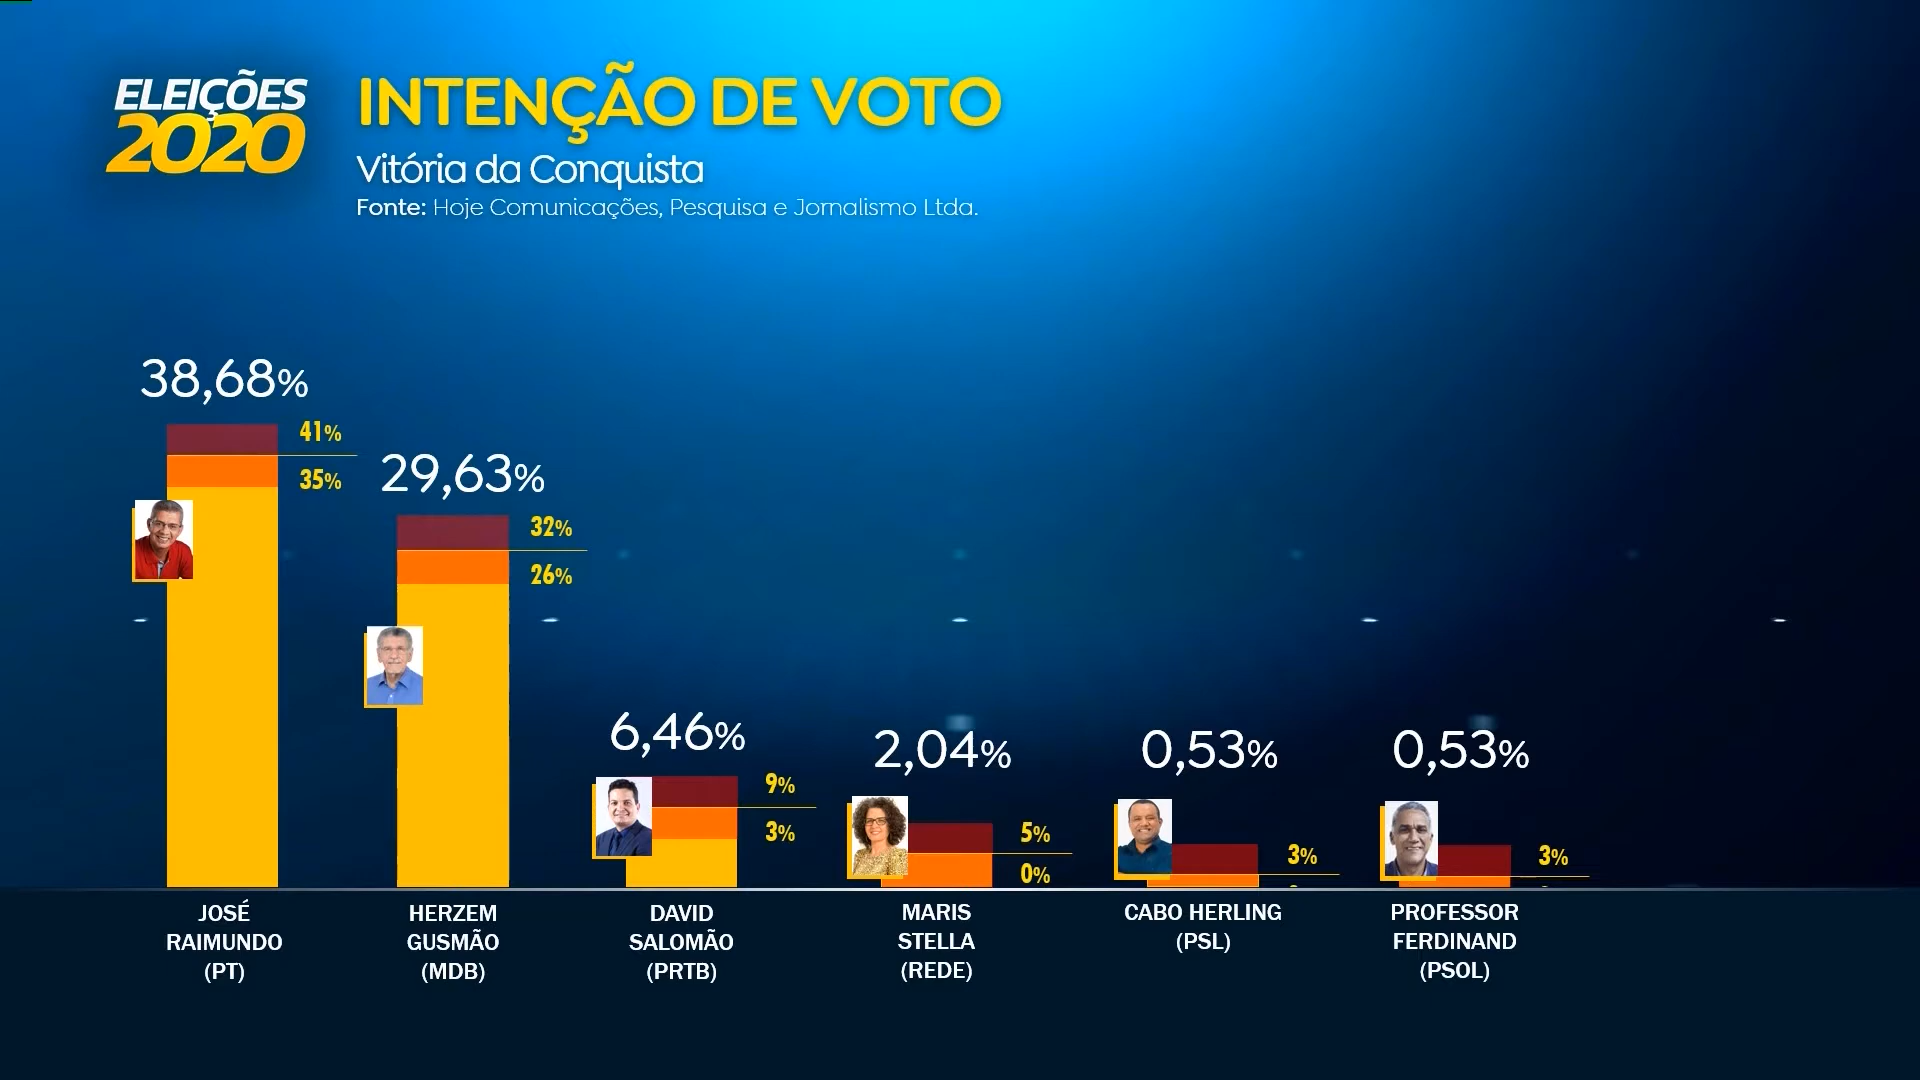 ELEIÇÕES
2020
INTENÇÃO DE VOTO
Vitória da Conquista
Fonte: Hoje Comunicações, Pesquisa e Jornalismo Ltda.
38,68%
41%
35%
29,63%
32%
26%
6,46%
9%
3%
2,04%
5%
0%
0,53%
3%
0,53%
3%
JOSÉ
RAIMUNDO
(PT)
HERZEM
GUSMÃO
(MDB)
DAVID
SALOMÃO
(PRTB)
MARIS
STELLA
(REDE)
CABO HERLING
(PSL)
PROFESSOR
FERDINAND
(PSOL)